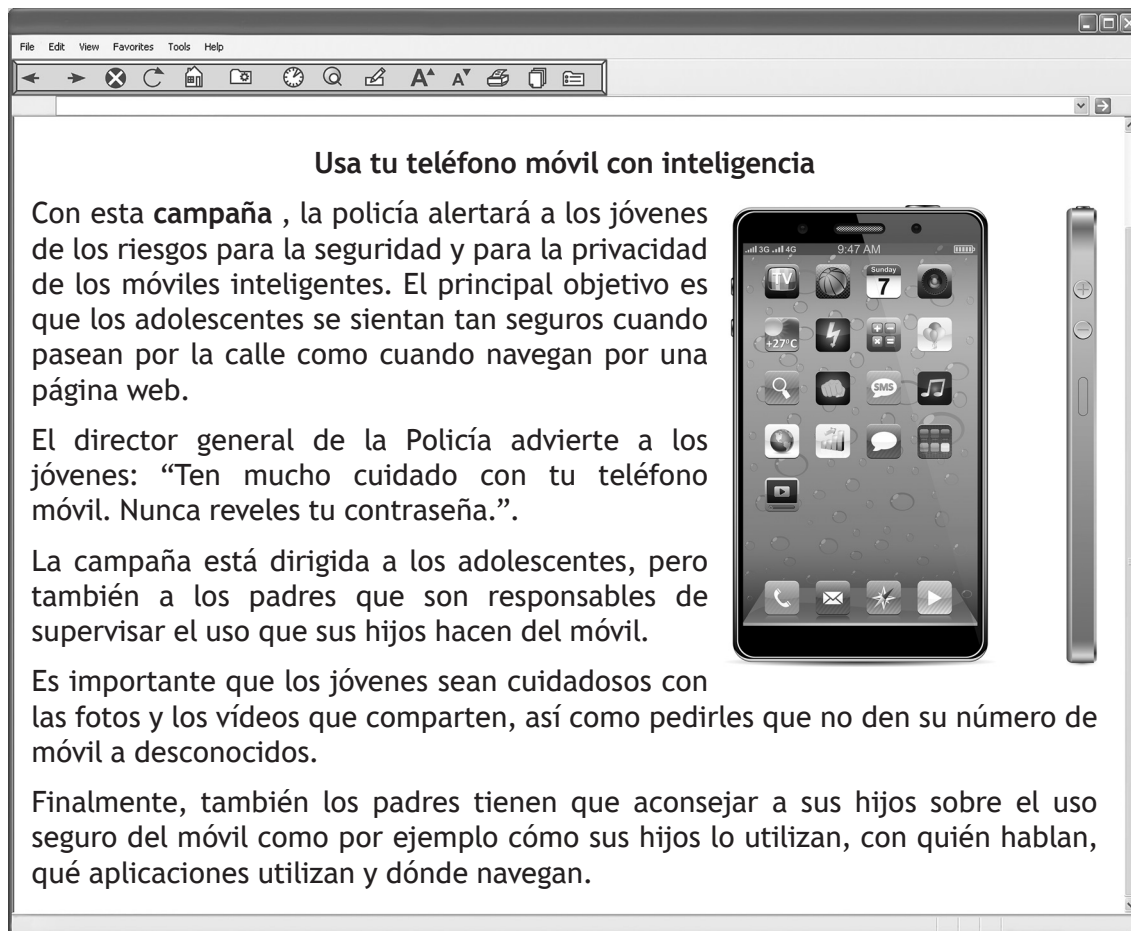 File Edit View Favorites Tools Help
Usa tu teléfono móvil con inteligencia
Con esta campaña , la policía alertará a los jóvenes
de los riesgos para la seguridad y para la privacidad
de los móviles inteligentes. El principal objetivo es
que los adolescentes se sientan tan seguros cuando
pasean por la calle como cuando navegan por una
página web.
El director general de la Policía advierte a los
jóvenes: “Ten mucho cuidado con tu teléfono
móvil. Nunca reveles tu contraseña.”.
La campaña está dirigida a los adolescentes, pero
también a los padres que son responsables de
supervisar el uso que sus hijos hacen del móvil.
Es importante que los jóvenes sean cuidadosos con
las fotos y los vídeos que comparten, así como pedirles que no den su número de
móvil a desconocidos.
Finalmente, también los padres tienen que aconsejar a sus hijos sobre el uso
seguro del móvil como por ejemplo cómo sus hijos lo utilizan, con quién hablan,
qué aplicaciones utilizan y dónde navegan.
3G 4G 9:47 AM
TV
Sunday
7
+27°C
SMS